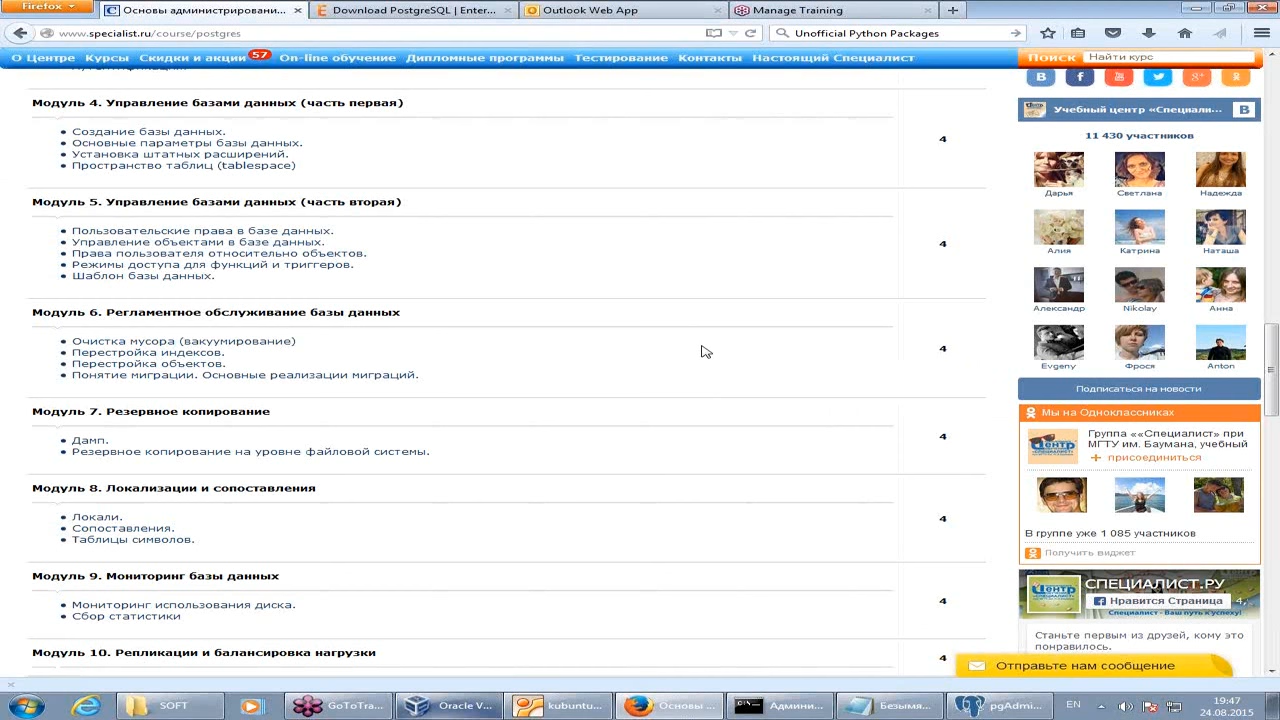 Firefox
Основы администрировани...
Download PostgreSQL | Ent...
Outlook Web App
Manage Training
www.specialist.ru/course/postgres
Unofficial Python Packages
О Центре Курсы Скидки и акции 57 On-line обучение Дипломные программы Тестирование Контакты Настоящий Специалист
Поиск Найти курс
Модуль 4. Управление базами данных (часть первая)
Создание базы данных.
Основные параметры базы данных.
Установка штатных расширений.
Пространство таблиц (tablespace)
4
Модуль 5. Управление базами данных (часть вторая)
Пользовательские права в базе данных.
Управление объектами в базе данных.
Права пользователя относительно объектов.
Режимы доступа для функций и триггеров.
Шаблон базы данных.
4
Модуль 6. Регламентное обслуживание базы данных
Очистка мусора (вакуумирование)
Перестройка индексов.
Перестройка объектов.
Понятие миграции. Основные реализации миграций.
4
Модуль 7. Резервное копирование
Дамп.
Резервное копирование на уровне файловой системы.
4
Модуль 8. Локализации и сопоставления
Локали.
Сопоставления.
Таблицы символов.
4
Модуль 9. Мониторинг базы данных
Мониторинг использования диска.
Сбор статистики
4
Модуль 10. Репликации и балансировка нагрузки
4
Учебный центр «Специали...
11 430 участников
Дарья Светлана Надежда
Алия Катрина Наташа
Александр Nikolay Анна
Evgeny Фрося Anton
Подписаться на новости
Мы на Одноклассниках
Группа ««Специалист» при
МГТУ им. Баумана, учебный
+ присоединиться
В группе уже 1 085 участников
Получить виджет
СПЕЦИАЛИСТ.РУ
Нравится Страница
Специалист - Ваш путь к успеху!
Станьте первым из друзей, кому это
понравилось.
Отправьте нам сообщение
SOFT
GoToTra...
Oracle V...
kubuntu...
Основы ...
Админи...
Безымя...
pgAdmi...
EN
19:47
24.08.2015